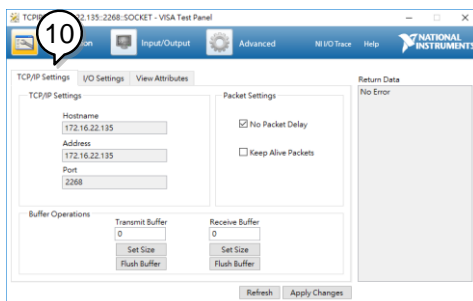 TCPIP 22.135::2268::SOCKET - VISA Test Panel
10
on
Input/Output
Advanced
NI I/O Trace
Help
NATIONAL
INSTRUMENTS
TCP/IP Settings
I/O Settings
View Attributes
Return Data
No Error
TCP/IP Settings
Hostname
172.16.22.135
Address
172.16.22.135
Port
2268
Packet Settings
No Packet Delay
Keep Alive Packets
Buffer Operations
Transmit Buffer
0
Set Size
Flush Buffer
Receive Buffer
0
Set Size
Flush Buffer
Refresh
Apply Changes